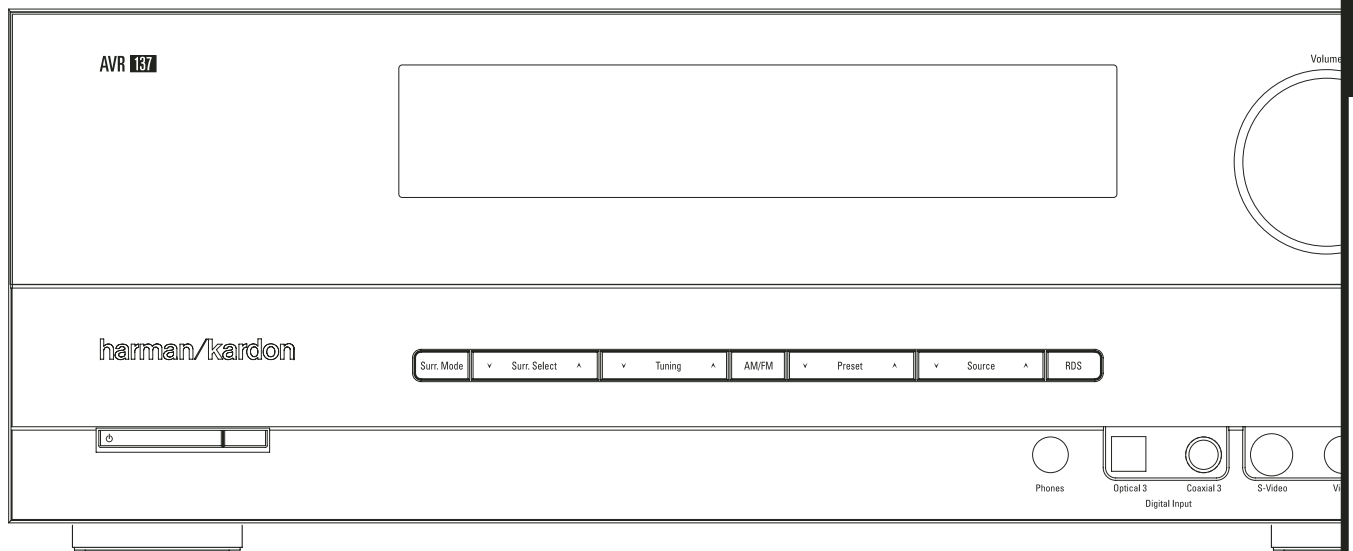 AVR 137
Volume
harman/kardon
Surr. Mode ˅ Surr. Select ˄ ˅ Tuning ˄ AM/FM ˅ Preset ˄ ˅ Source ˄ RDS
Phones Optical 3 Coaxial 3 S-Video
Digital Input